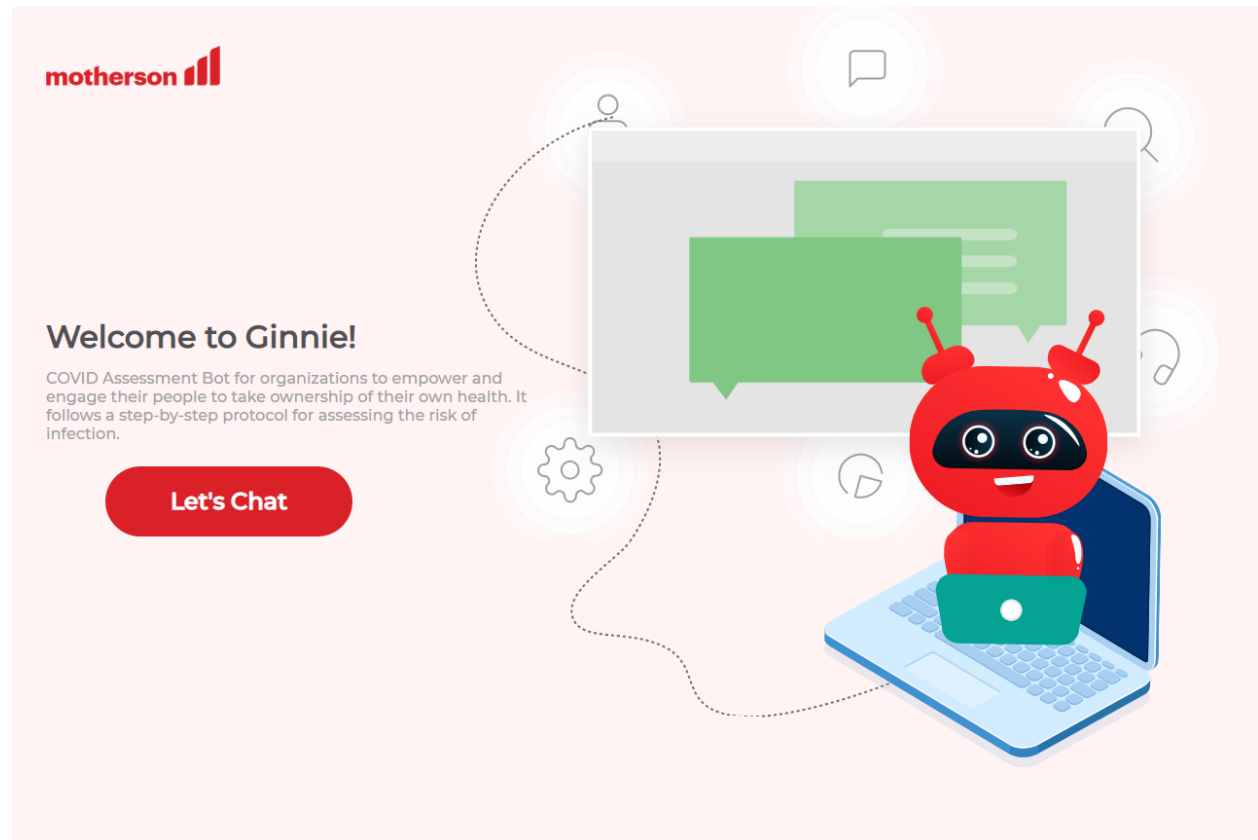 motherson
Welcome to Ginnie!
COVID Assessment Bot for organizations to empower and
engage their people to take ownership of their own health. It
follows a step-by-step protocol for assessing the risk of
infection.
Let's Chat